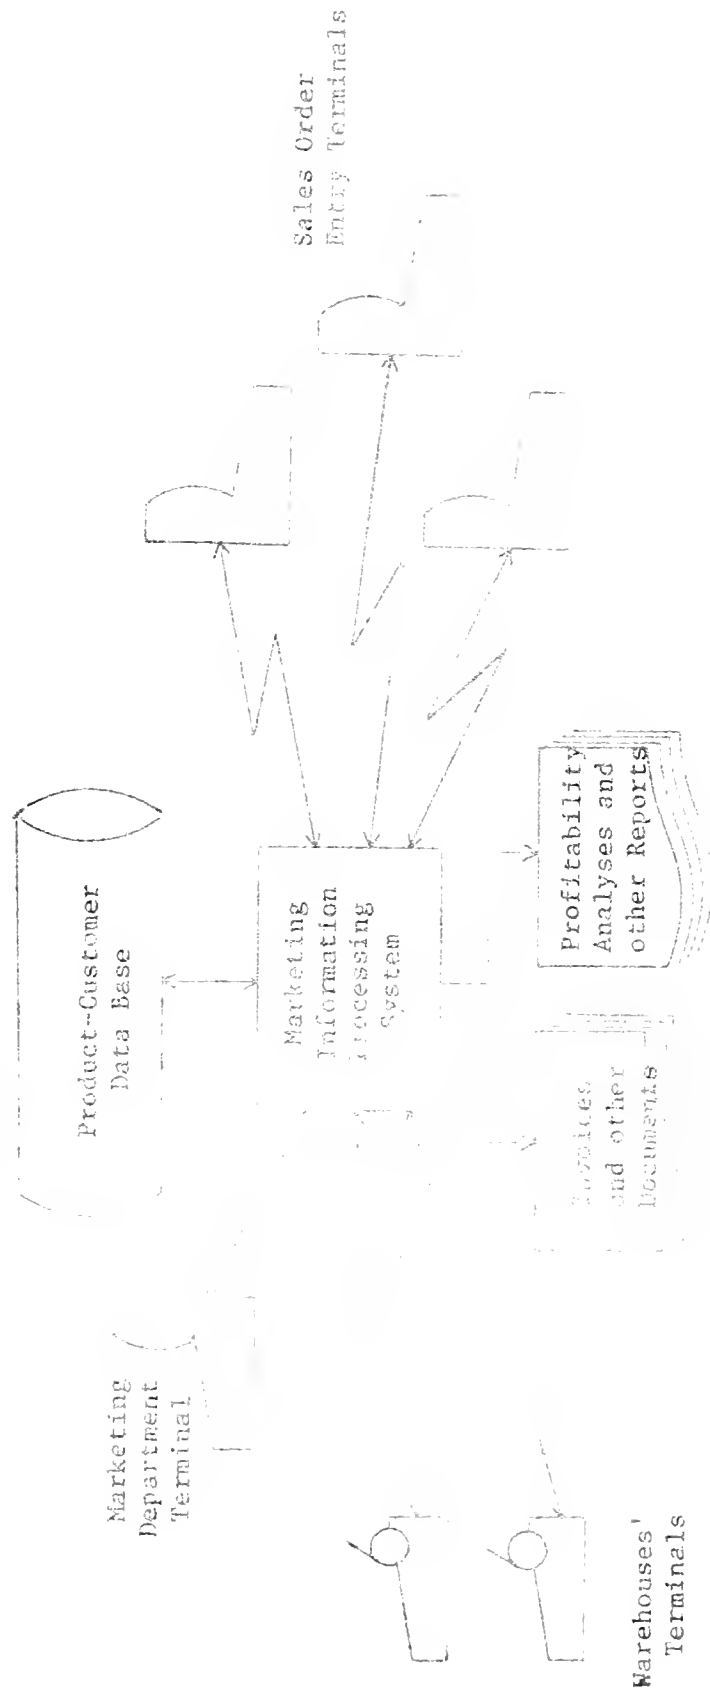 Sales Order
Entry Terminals
Product-Customer
Data Base
Marketing
Information
Processing
System
Profitability
Analyses and
other Reports
Invoices
and other
Documents
Marketing
Department
Terminal
Warehouses'
Terminals